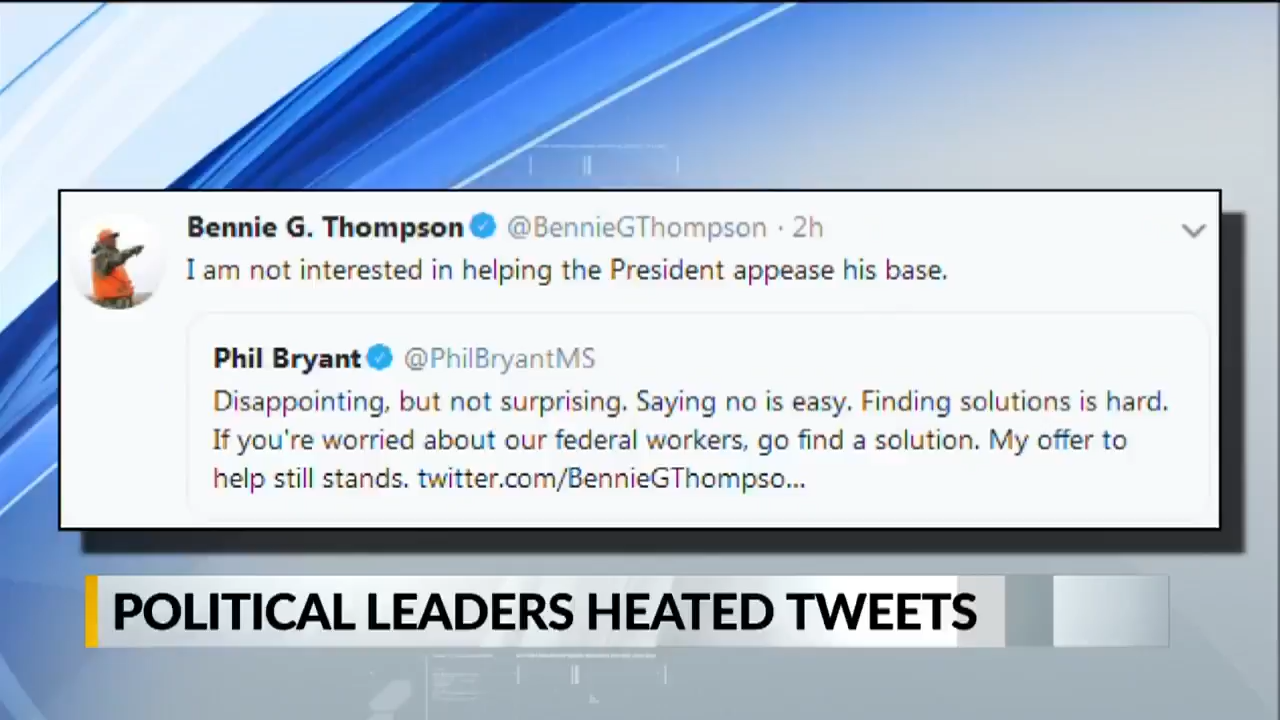 Bennie G. Thompson @BennieGThompson · 2h
I am not interested in helping the President appease his base.
Phil Bryant @PhilBryantMS
Disappointing, but not surprising. Saying no is easy. Finding solutions is hard.
If you're worried about our federal workers, go find a solution. My offer to
help still stands. twitter.com/BennieGThompso...
POLITICAL LEADERS HEATED TWEETS